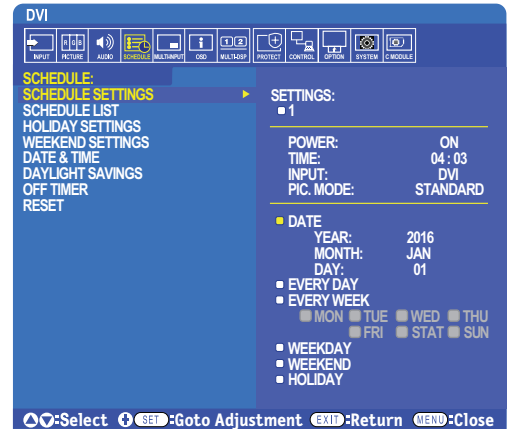 DVI
INPUT RGB PICTURE AUDIO SCHEDULE MULTI-INPUT OSD 12 MULTI-DSP PROTECT CONTROL OPTION SYSTEM C MODULE
SCHEDULE:
SCHEDULE SETTINGS
SCHEDULE LIST
HOLIDAY SETTINGS
WEEKEND SETTINGS
DATE & TIME
DAYLIGHT SAVINGS
OFF TIMER
RESET
SETTINGS:
1
POWER: ON
TIME: 04 : 03
INPUT: DVI
PIC. MODE: STANDARD
DATE
YEAR: 2016
MONTH: JAN
DAY: 01
EVERY DAY
EVERY WEEK
MON TUE WED THU
FRI STAT SUN
WEEKDAY
WEEKEND
HOLIDAY
:Select SET:Goto Adjustment EXIT:Return MENU:Close